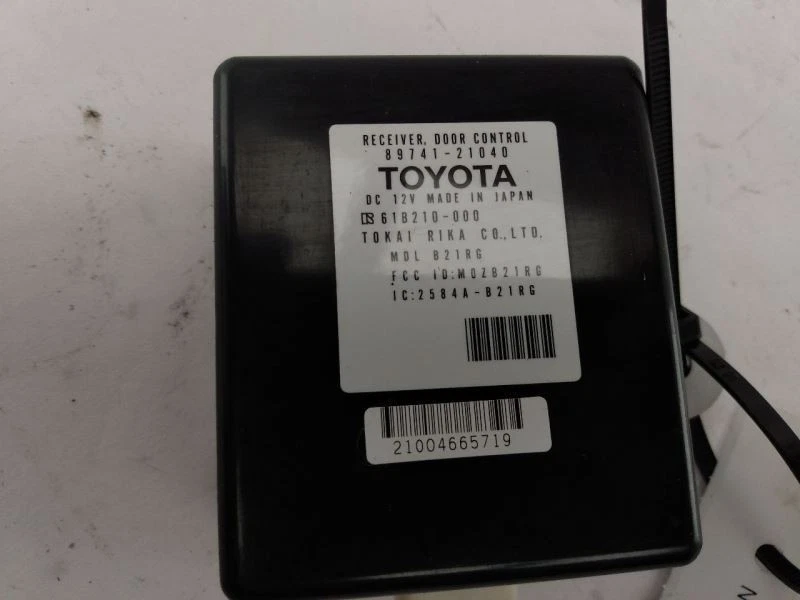 RECEIVER, DOOR CONTROL
89741-21040
TOYOTA
DC 12V MADE IN JAPAN
61B210-000
TOKAI RIKA CO.,LTD.
MDL B21RG
FCC ID:MOZB21RG
IC:2584A-B21RG
21004665719